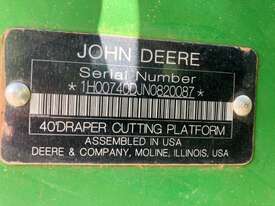 JOHN DEERE
Serial Number
*1H00740DJN0820087*
40'DRAPER CUTTING PLATFORM
ASSEMBLED IN USA
DEERE & COMPANY, MOLINE, ILLINOIS, USA